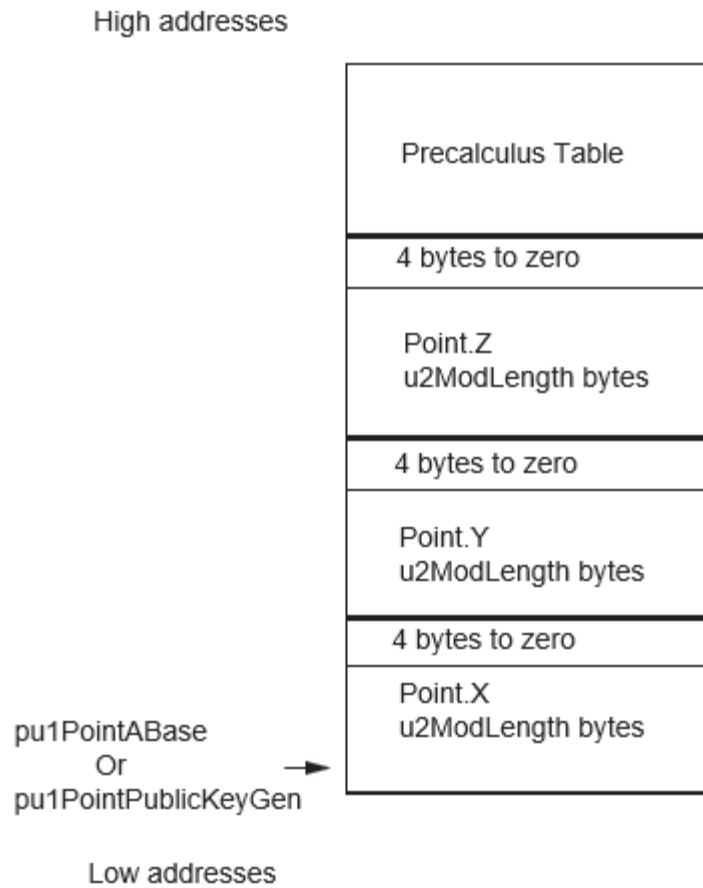 High addresses
Precalculus Table
4 bytes to zero
Point.Z
u2ModLength bytes
4 bytes to zero
Point.Y
u2ModLength bytes
4 bytes to zero
Point.X
u2ModLength bytes
pu1PointABase
Or
pu1PointPublicKeyGen
Low addresses